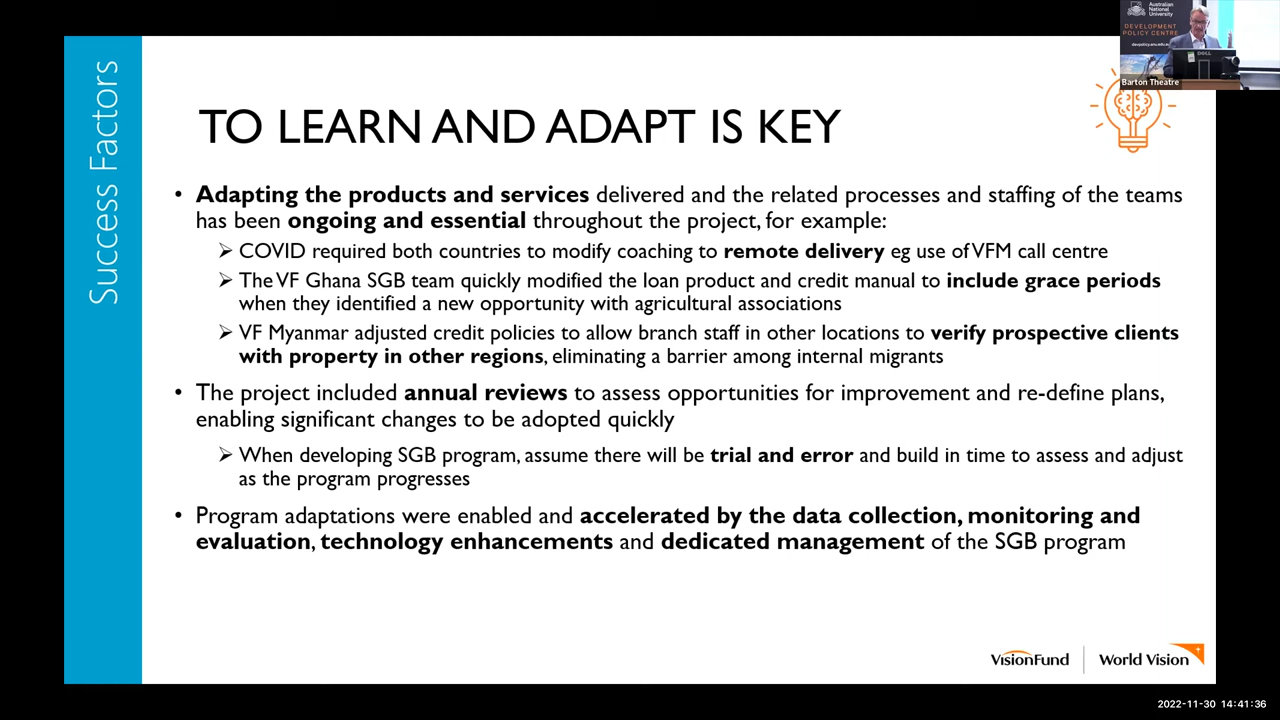 Success Factors
TO LEARN AND ADAPT IS KEY
• Adapting the products and services delivered and the related processes and staffing of the teams
has been ongoing and essential throughout the project, for example:
➢ COVID required both countries to modify coaching to remote delivery eg use of VFM call centre
➢ The VF Ghana SGB team quickly modified the loan product and credit manual to include grace periods
when they identified a new opportunity with agricultural associations
➢ VF Myanmar adjusted credit policies to allow branch staff in other locations to verify prospective clients
with property in other regions, eliminating a barrier among internal migrants
• The project included annual reviews to assess opportunities for improvement and re-define plans,
enabling significant changes to be adopted quickly
➢ When developing SGB program, assume there will be trial and error and build in time to assess and adjust
as the program progresses
• Program adaptations were enabled and accelerated by the data collection, monitoring and
evaluation, technology enhancements and dedicated management of the SGB program
VisionFund
World Vision
Australian
National
University
DEVELOPMENT
POLICY CENTRE
DELL
Barton Theatre
2022-11-30 14:41:36